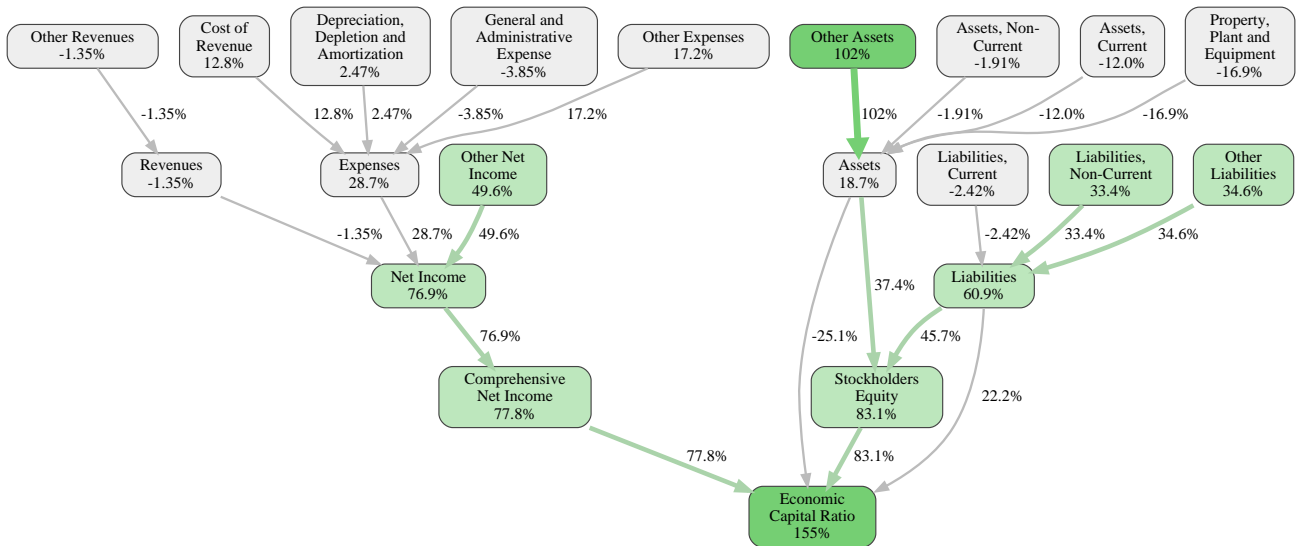 Other Revenues
-1.35%
Cost of
Revenue
12.8%
Depreciation,
Depletion and
Amortization
2.47%
General and
Administrative
Expense
-3.85%
Other Expenses
17.2%
Other Assets
102%
Assets, Non-
Current
-1.91%
Assets,
Current
-12.0%
Property,
Plant and
Equipment
-16.9%
-1.35%
12.8%
2.47%
-3.85%
17.2%
102%
-1.91%
-12.0%
-16.9%
Revenues
-1.35%
Expenses
28.7%
Other Net
Income
49.6%
Assets
18.7%
Liabilities,
Current
-2.42%
Liabilities,
Non-Current
33.4%
Other
Liabilities
34.6%
-1.35%
28.7%
49.6%
-2.42%
33.4%
34.6%
Net Income
76.9%
37.4%
Liabilities
60.9%
76.9%
-25.1%
45.7%
Comprehensive
Net Income
77.8%
Stockholders
Equity
83.1%
22.2%
77.8%
83.1%
Economic
Capital Ratio
155%